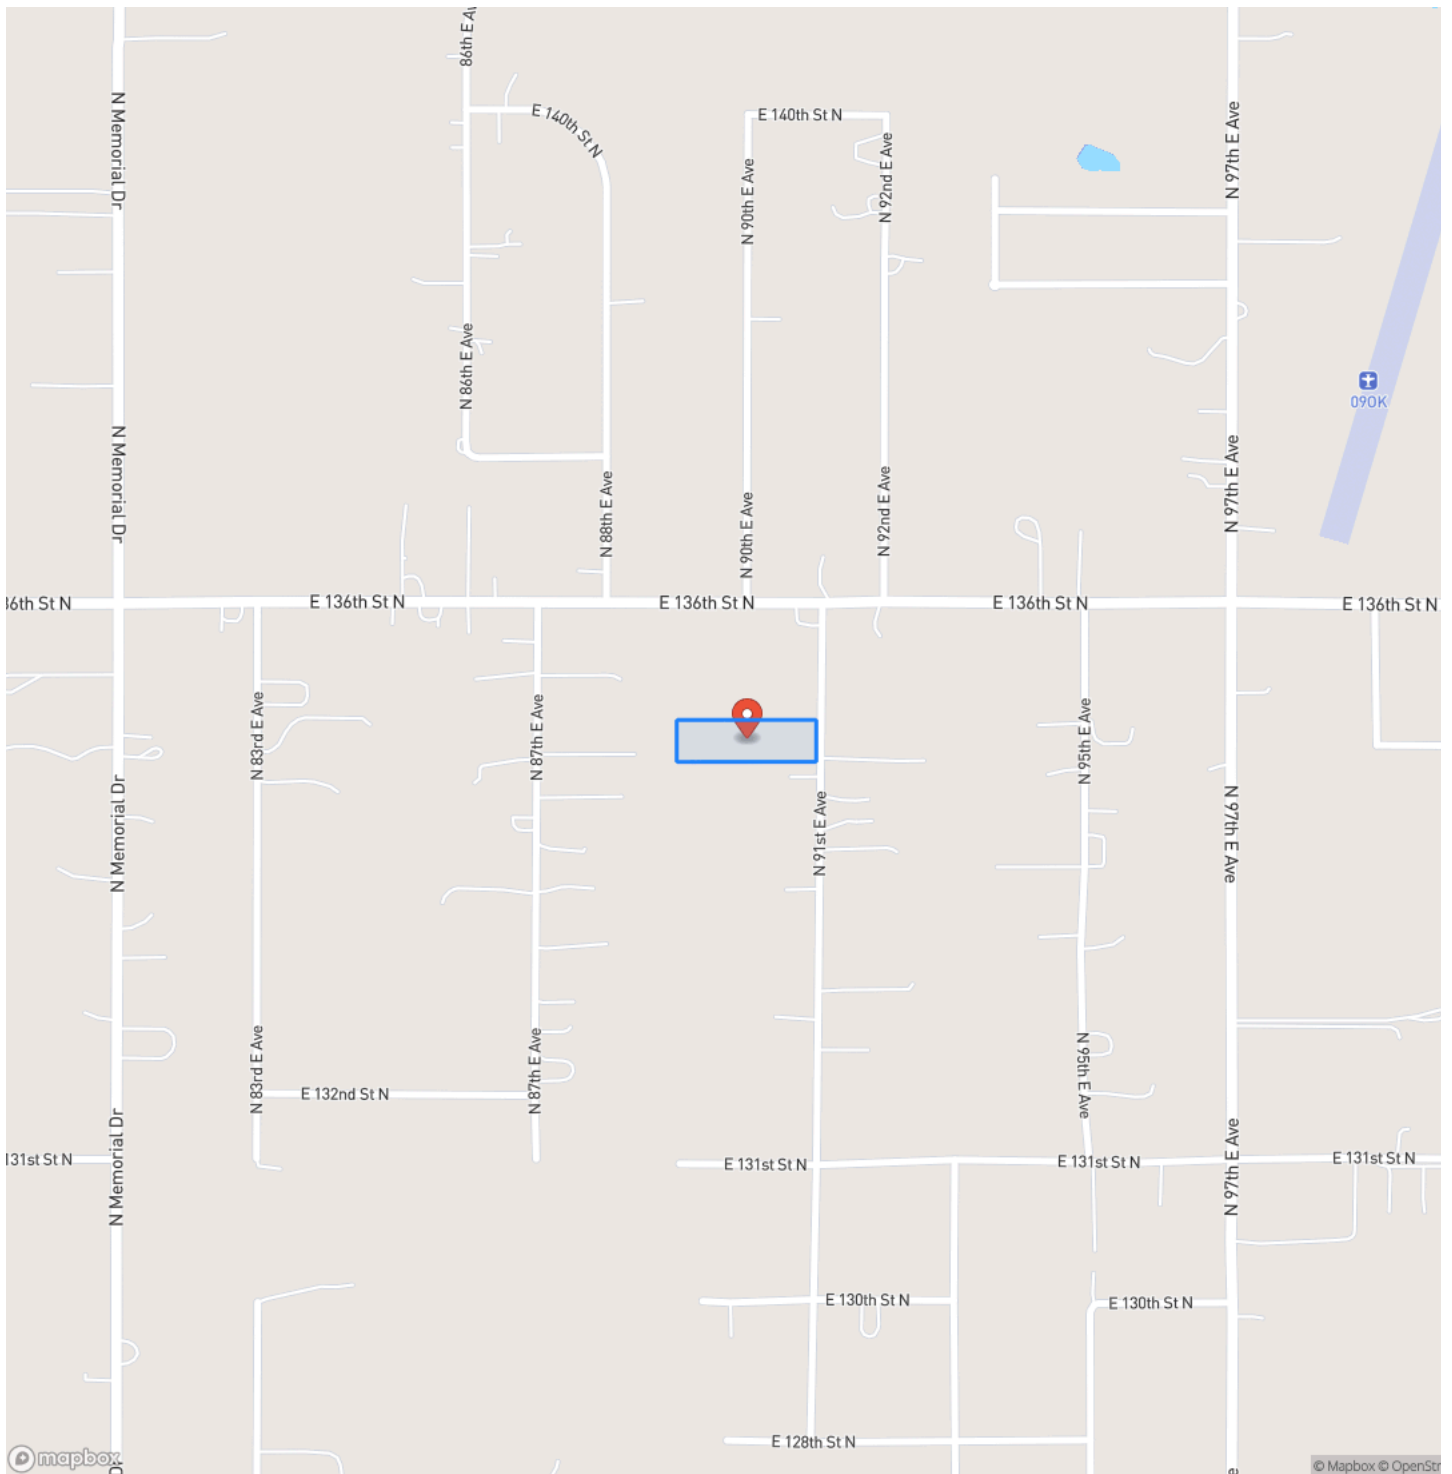 86th E Av
N Memorial Dr
E 140th St N
E 140th St N
N 97th E Ave
N 92nd E Ave
N 90th E Ave
N 86th E Ave
09OK
N Memorial Dr
N 97th E Ave
N 88th E Ave
N 92nd E Ave
N 90th E Ave
36th St N
E 136th St N
E 136th St N
E 136th St N
E 136th St N
N 83rd E Ave
N 87th E Ave
N 95th E Ave
N Memorial Dr
N 91st E Ave
N 97th E Ave
N 83rd E Ave
N 87th E Ave
N 95th E Ave
E 132nd St N
N Memorial Dr
N 97th E Ave
131st St N
E 131st St N
E 131st St N
E 131st St N
E 130th St N
E 130th St N
E 128th St N
mapbox
© Mapbox © OpenStr